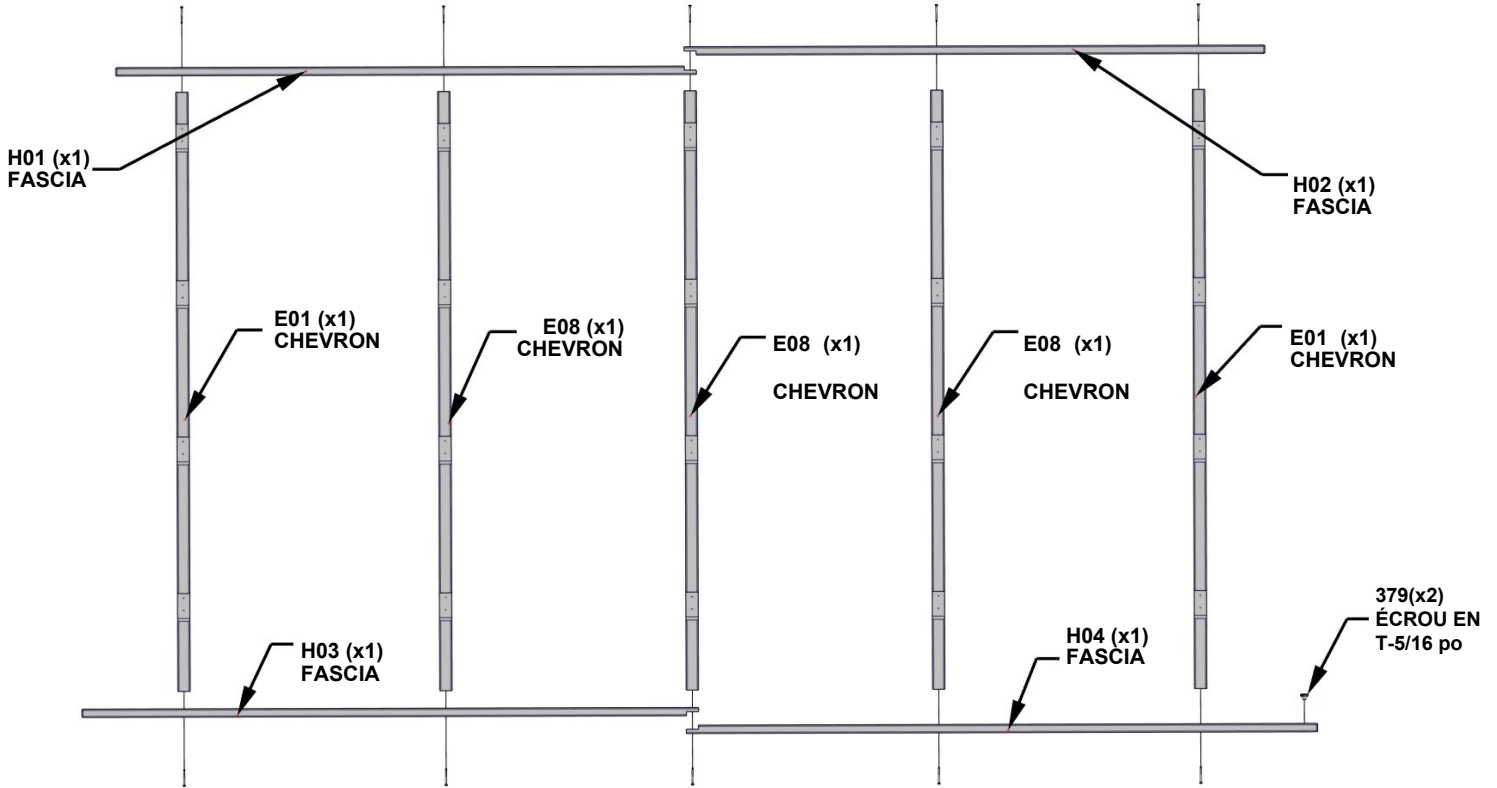 H01 (x1)
FASCIA
H02 (x1)
FASCIA
E01 (x1)
CHEVRON
E08 (x1)
CHEVRON
E08 (x1)
CHEVRON
E08 (x1)
CHEVRON
E01 (x1)
CHEVRON
H03 (x1)
FASCIA
H04 (x1)
FASCIA
379(x2)
ÉCROU EN
T-5/16 po